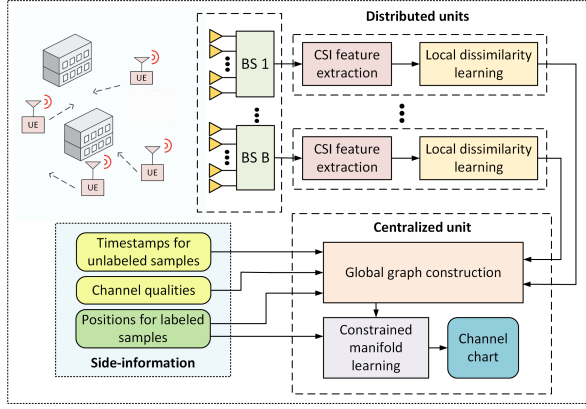 Distributed units
BS 1
CSI feature
extraction
Local dissimilarity
learning
UE
UE
UE
UE
BS B
CSI feature
extraction
Local dissimilarity
learning
Centralized unit
Timestamps for
unlabeled samples
Channel qualities
Positions for labeled
samples
Side-information
Global graph construction
Constrained
manifold
learning
Channel
chart